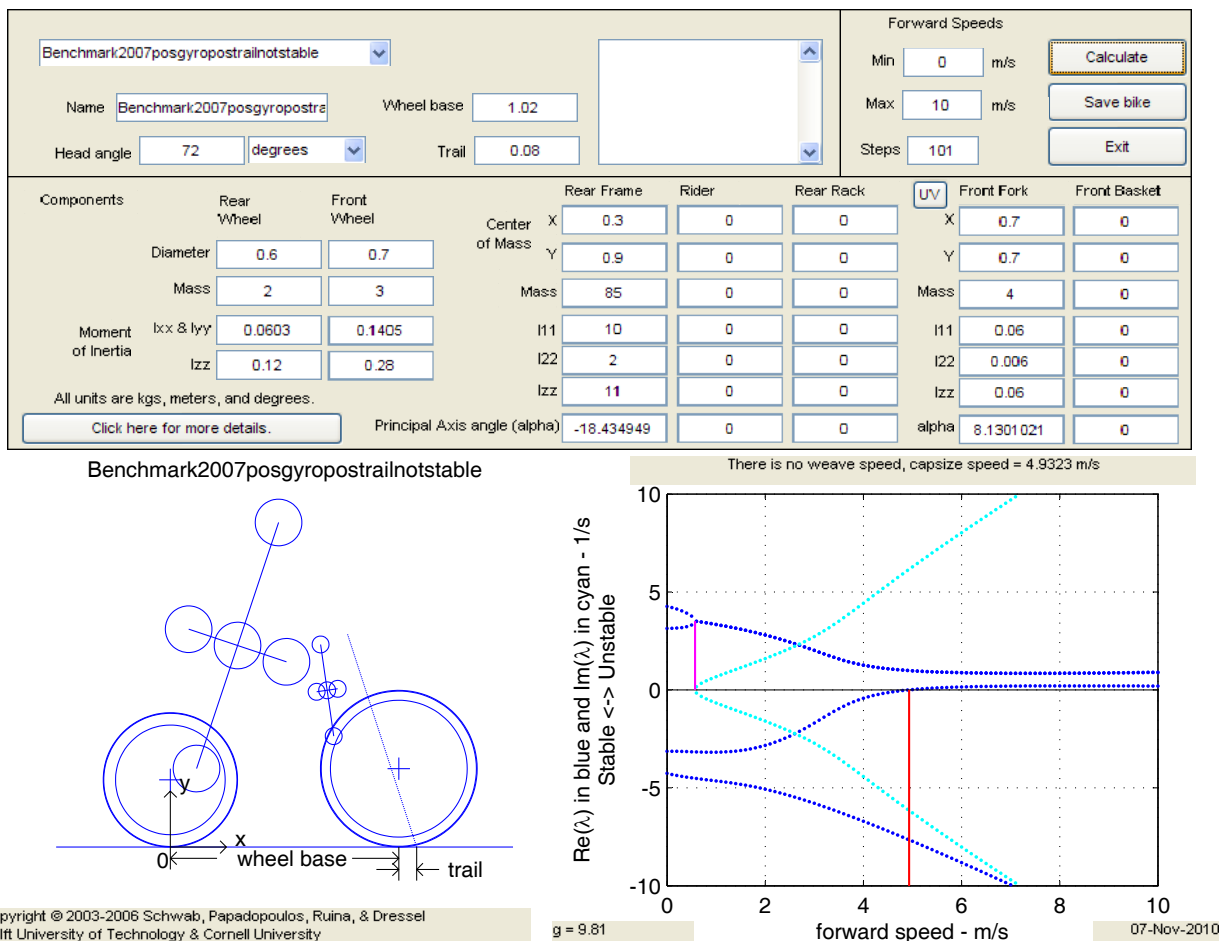 Benchmark2007posgyropostrailnotstable
Name Benchmark2007posgyropostra
Wheel base 1.02
Head angle 72 degrees
Trail 0.08
Forward Speeds
Min 0 m/s
Max 10 m/s
Steps 101
Calculate
Save bike
Exit
Components
Rear Wheel
Front Wheel
Diameter 0.6 0.7
Mass 2 3
Moment of Inertia
Ixx & Iyy 0.0603 0.1405
Izz 0.12 0.28
All units are kgs, meters, and degrees.
Click here for more details.
Rear Frame Rider Rear Rack
Center of Mass
X 0.3 0 0
Y 0.9 0 0
Mass 85 0 0
I11 10 0 0
I22 2 0 0
Izz 11 0 0
Principal Axis angle (alpha) -18.434949 0 0
UV
Front Fork Front Basket
X 0.7 0
Y 0.7 0
Mass 4 0
I11 0.06 0
I22 0.006 0
Izz 0.06 0
alpha 8.1301021 0
Benchmark2007posgyropostrailnotstable
y
x
0
wheel base
trail
There is no weave speed, capsize speed = 4.9323 m/s
Re(λ) in blue and Im(λ) in cyan - 1/s
Stable <-> Unstable
10
5
0
-5
-10
0 2 4 6 8 10
forward speed - m/s
pyright © 2003-2006 Schwab, Papadopoulos, Ruina, & Dressel
lft University of Technology & Cornell University
g = 9.81
07-Nov-2010